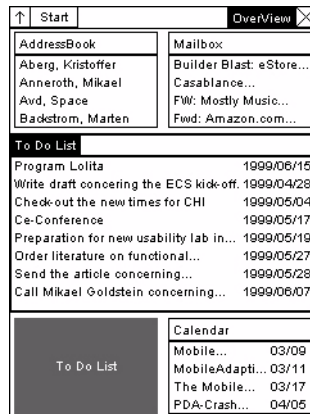 ↑ Start OverView
AddressBook
Aberg, Kristoffer
Anneroth, Mikael
Avd, Space
Backstrom, Marten
Mailbox
Builder Blast: eStore...
Casablance...
FW: Mostly Music...
Fwd: Amazon.com...
To Do List
Program Lolita 1999/06/15
Write draft concering the ECS kick-off. 1999/04/28
Check-out the new times for CHI 1999/05/04
Ce-Conference 1999/05/17
Preparation for new usability lab in... 1999/05/19
Order literature on functional... 1999/05/27
Send the article concerning... 1999/05/28
Call Mikael Goldstein concerning... 1999/06/07
To Do List
Calendar
Mobile... 03/09
MobileAdapti... 03/11
The Mobile... 03/17
PDA-Crash... 04/05